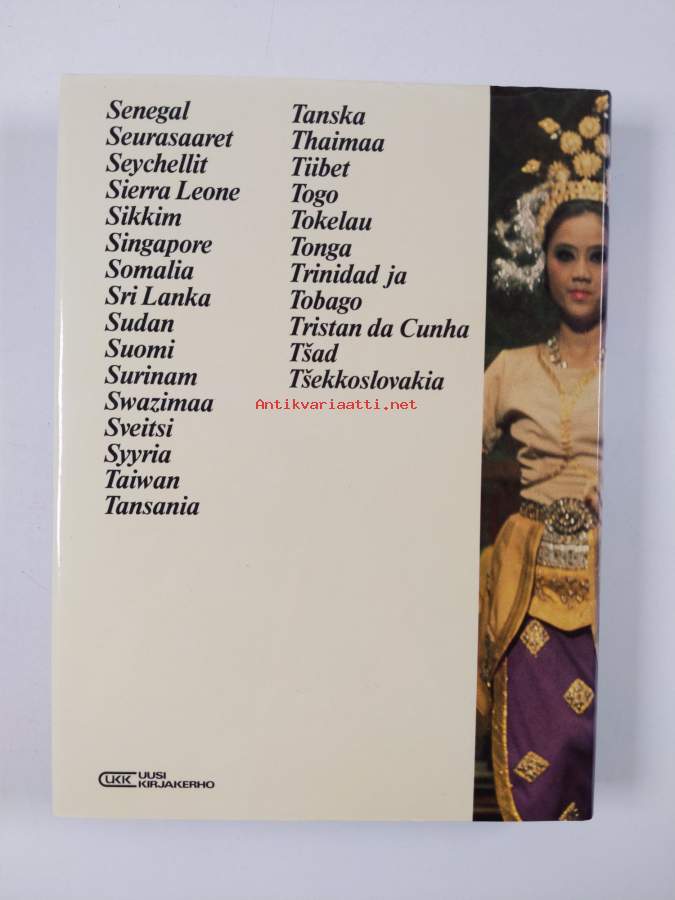 Senegal
Seurasaaret
Seychellit
Sierra Leone
Sikkim
Singapore
Somalia
Sri Lanka
Sudan
Suomi
Surinam
Swazimaa
Sveitsi
Syyria
Taiwan
Tansania
Tanska
Thaimaa
Tiibet
Togo
Tokelau
Tonga
Trinidad ja
Tobago
Tristan da Cunha
Tšad
Tšekkoslovakia
Antikvariaatti.net
UKK UUSI
KIRJAKERHO